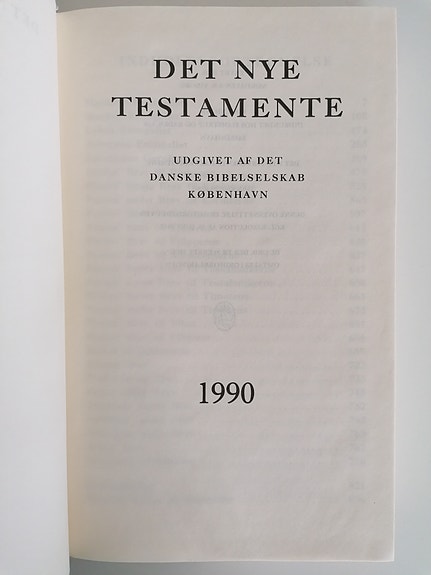 DET NYE
TESTAMENTE
UDGIVET AF DET
DANSKE BIBELSELSKAB
KØBENHAVN
1990